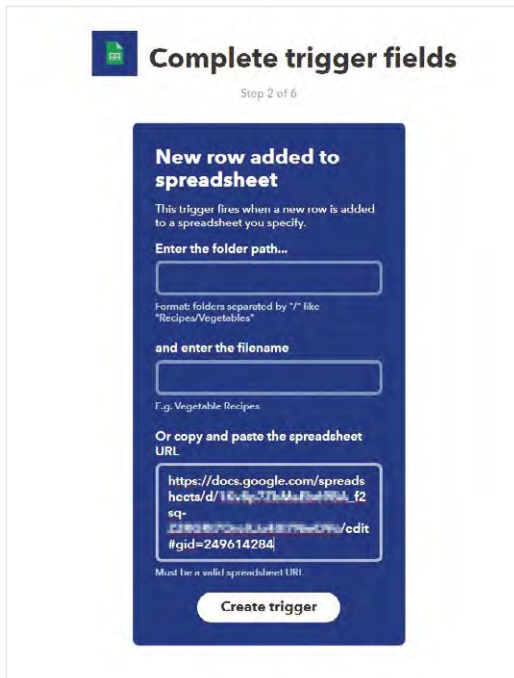 Complete trigger fields
Step 2 of 6
New row added to
spreadsheet
This trigger fires when a new row is added
to a spreadsheet you specify.
Enter the folder path...
Format: folders separated by "/" like
"Recipes/Vegetables"
and enter the filename
E.g. Vegetable Recipes
Or copy and paste the spreadsheet
URL
https://docs.google.com/spreads
heets/d/ _f2
sq-
/edit
#gid=249614284
Must be a valid spreadsheet URL
Create trigger